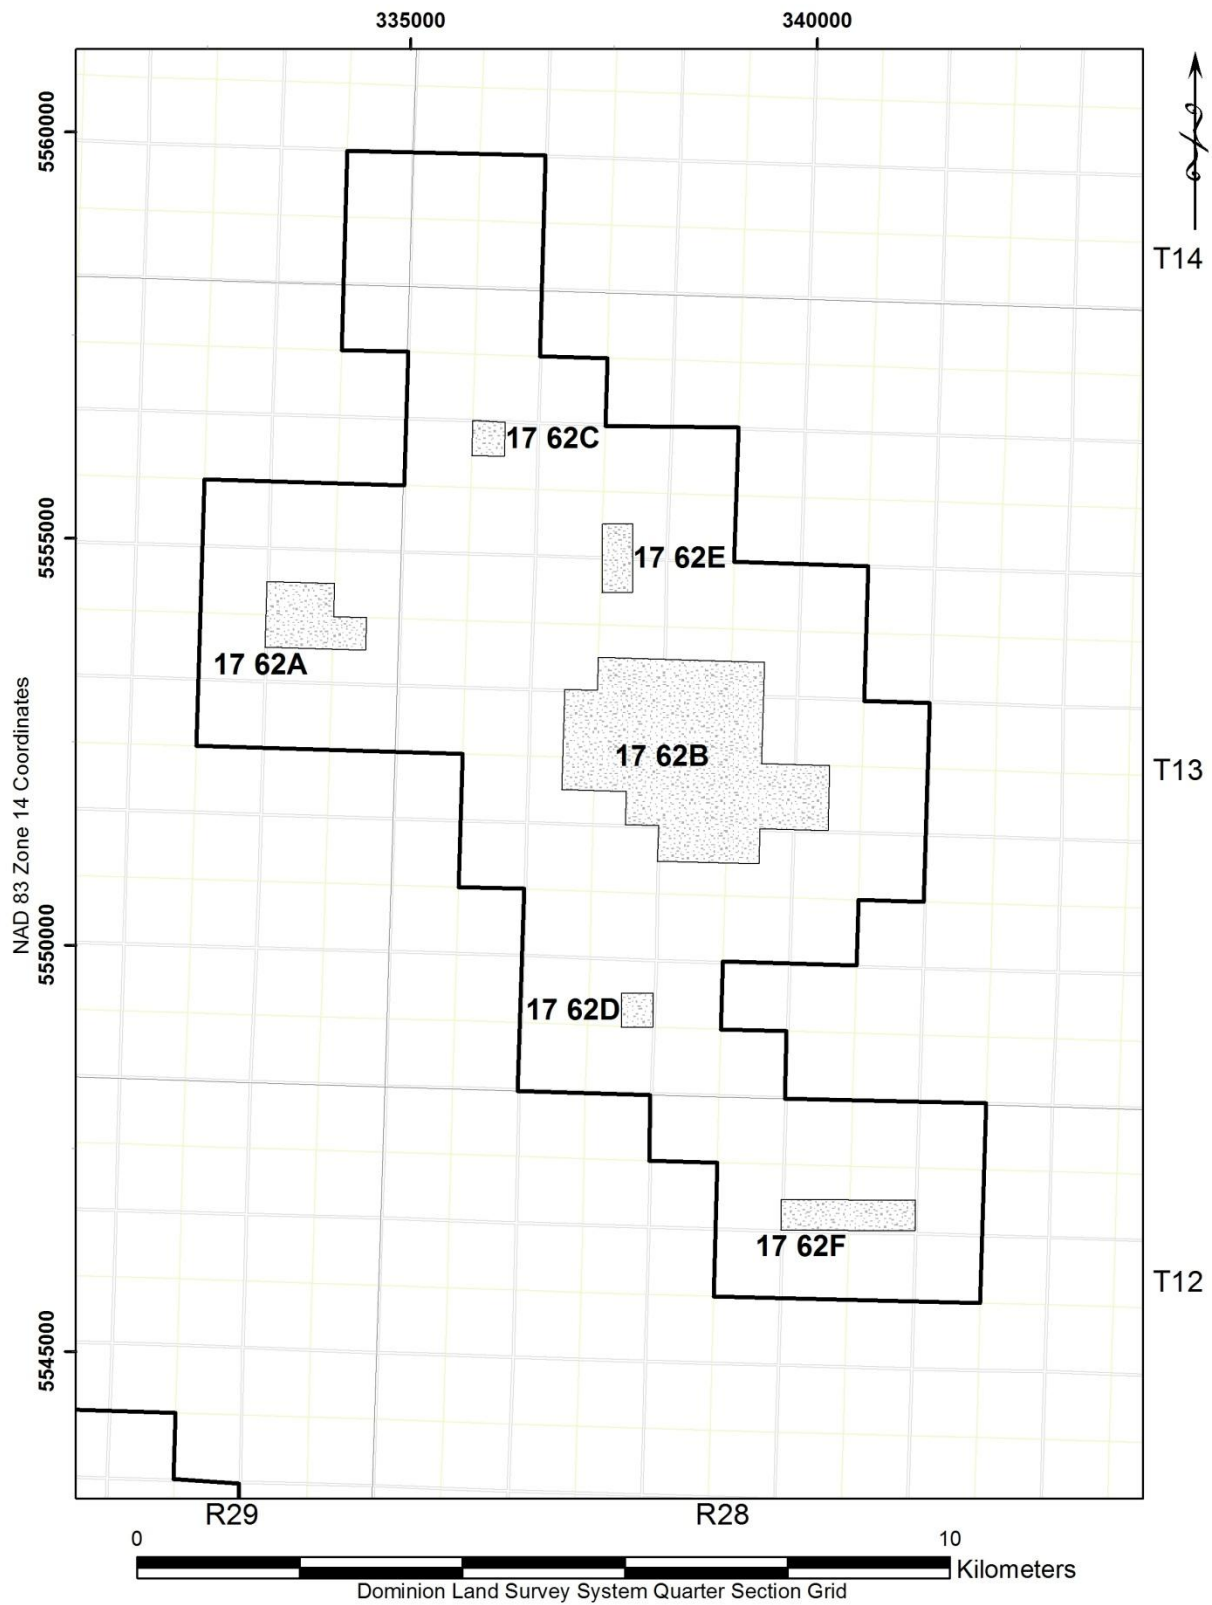 335000 340000
5560000
T14
17 62C
5555000
17 62E
17 62A
NAD 83 Zone 14 Coordinates
17 62B
T13
5550000
17 62D
17 62F
T12
5545000
R29 R28
0 10
Kilometers
Dominion Land Survey System Quarter Section Grid